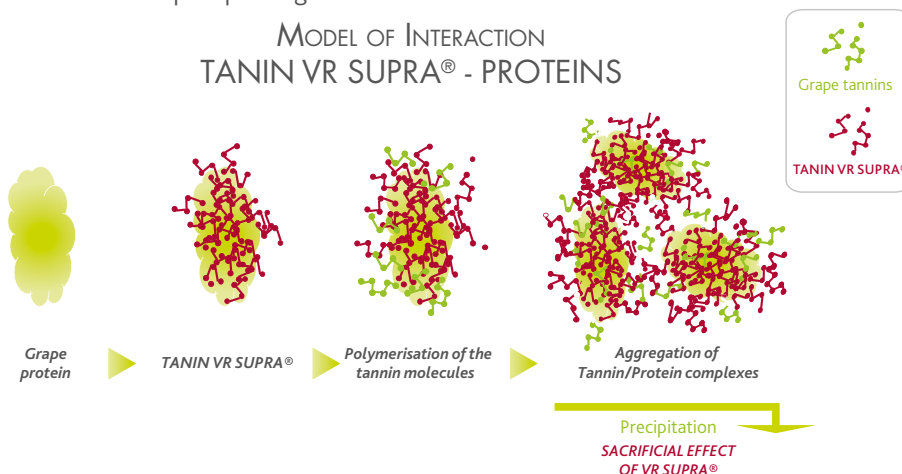 MODEL OF INTERACTION
TANIN VR SUPRA® - PROTEINS
Grape tannins
TANIN VR SUPRA®
Grape
protein
TANIN VR SUPRA®
Polymerisation of the
tannin molecules
Aggregation of
Tannin/Protein complexes
Precipitation
SACRIFICIAL EFFECT
OF VR SUPRA®